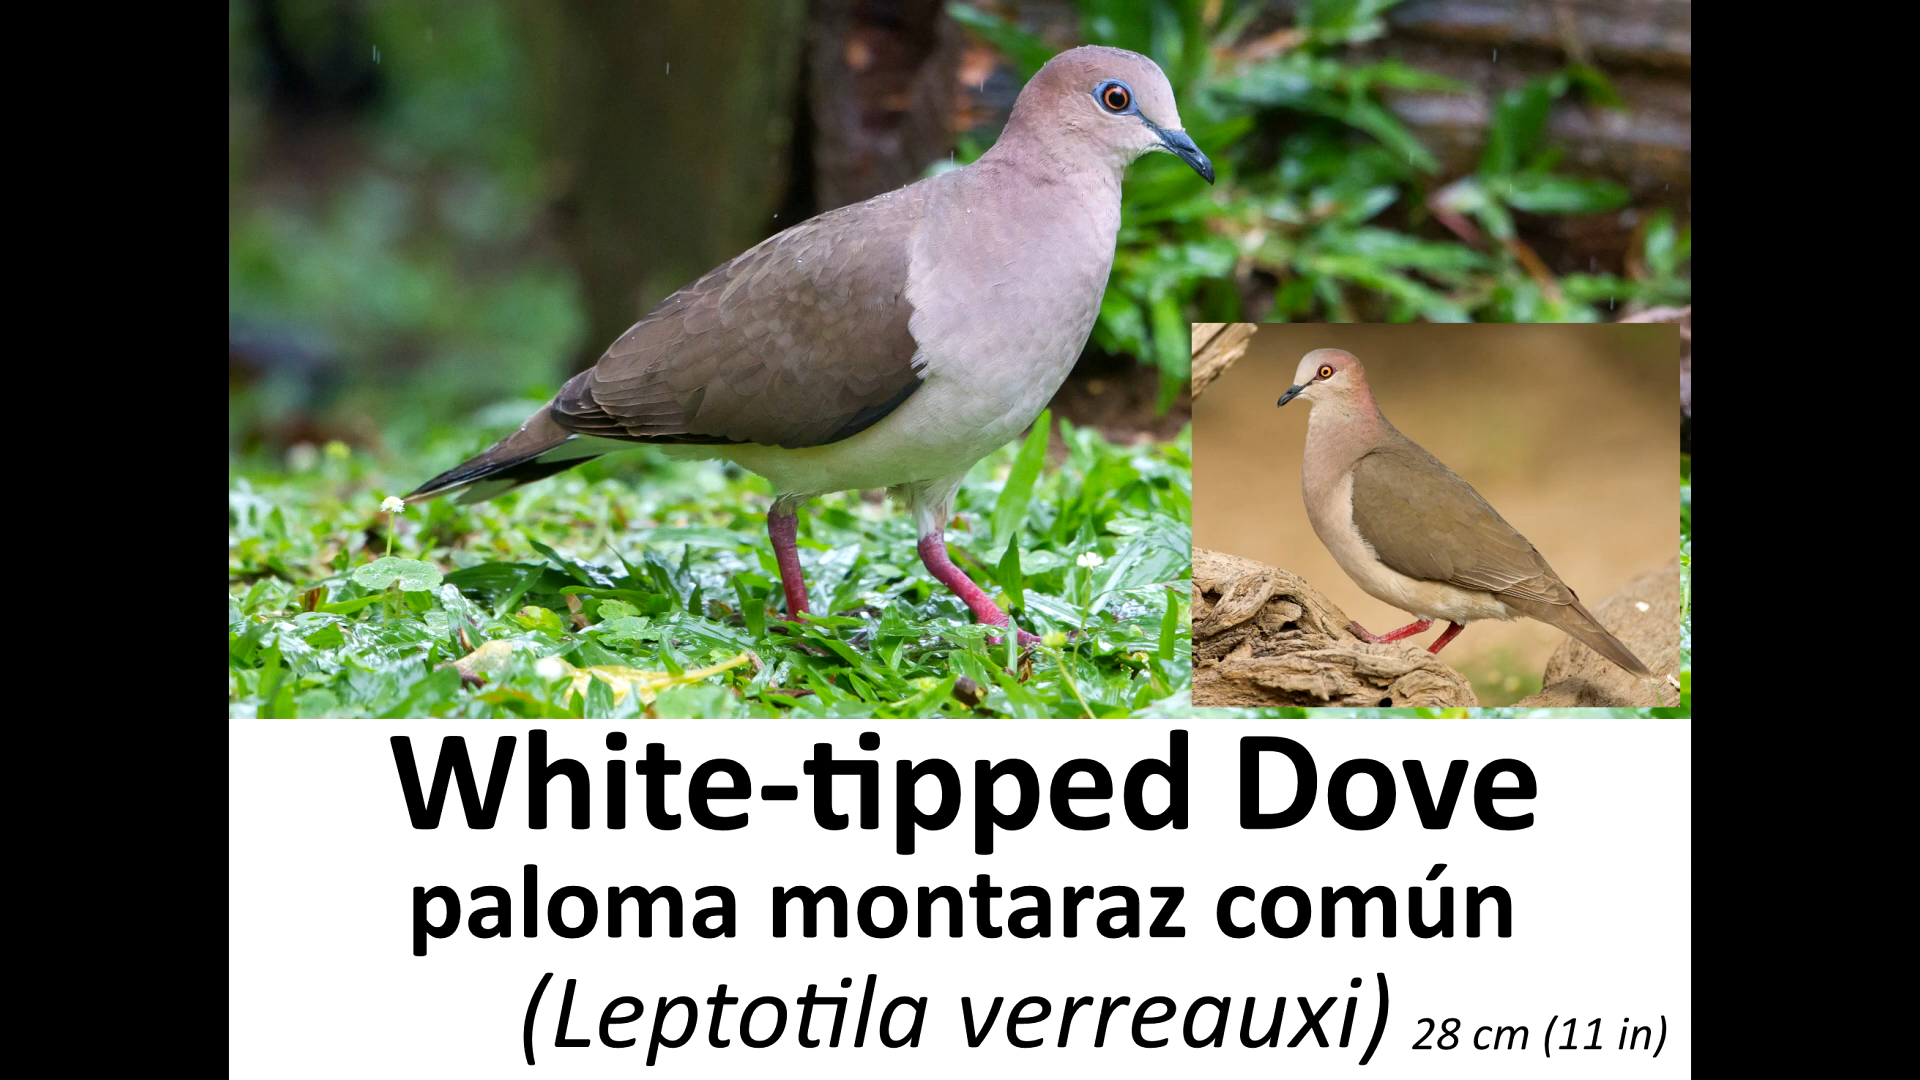 White-tipped Dove
paloma montaraz común
(Leptotila verreauxi) 28 cm (11 in)